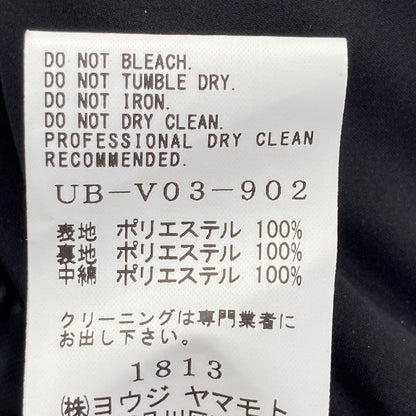 DO NOT BLEACH.
DO NOT TUMBLE DRY.
DO NOT IRON.
DO NOT DRY CLEAN.
PROFESSIONAL DRY CLEAN
RECOMMENDED.
UB-V03-902
表地 ポリエステル 100%
裏地 ポリエステル 100%
中綿 ポリエステル 100%
クリーニングは専門業者に
お出し下さい。
1813
㈱ヨウジ ヤマモト